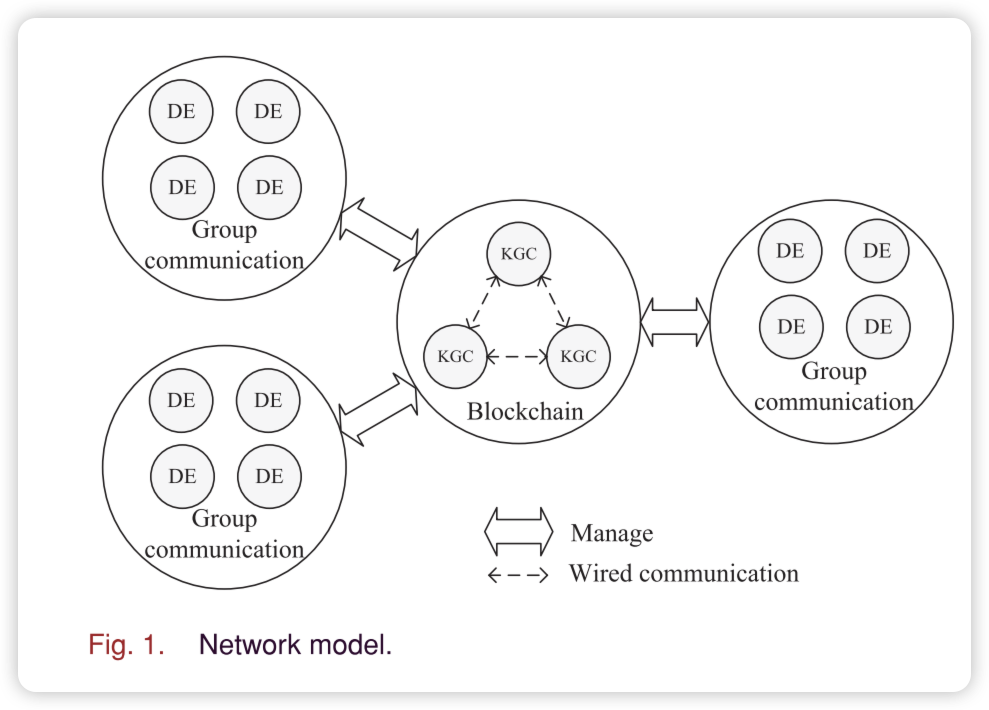 DE DE
DE DE
Group
communication
KGC
KGC KGC
Blockchain
DE DE
DE DE
Group
communication
DE DE
DE DE
Group
communication
Manage
Wired communication
Fig. 1. Network model.